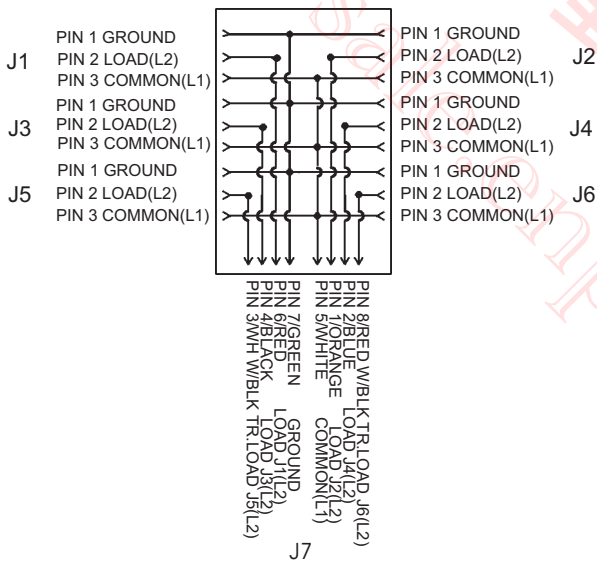 J1
PIN 1 GROUND
PIN 2 LOAD(L2)
PIN 3 COMMON(L1)
J3
PIN 1 GROUND
PIN 2 LOAD(L2)
PIN 3 COMMON(L1)
J5
PIN 1 GROUND
PIN 2 LOAD(L2)
PIN 3 COMMON(L1)
PIN 1 GROUND
PIN 2 LOAD(L2)
PIN 3 COMMON(L1)
J2
PIN 1 GROUND
PIN 2 LOAD(L2)
PIN 3 COMMON(L1)
J4
PIN 1 GROUND
PIN 2 LOAD(L2)
PIN 3 COMMON(L1)
J6
PIN 3/WH W/BLK TR.LOAD J5(L2)
PIN 4/BLACK LOAD J3(L2)
PIN 6/RED LOAD J1(L2)
PIN 7/GREEN GROUND
PIN 5/WHITE COMMON(L1)
PIN 1/ORANGE LOAD J2(L2)
PIN 2/BLUE LOAD J4(L2)
PIN 8/RED W/BLK TR.LOAD J6(L2)
J7